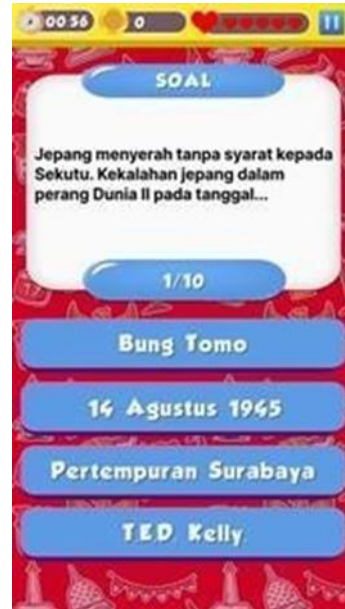 00 56
0
SOAL
Jepang menyerah tanpa syarat kepada
Sekutu. Kekalahan jepang dalam
perang Dunia II pada tanggal...
1/10
Bung Tomo
14 Agustus 1945
Pertempuran Surabaya
TED Kelly